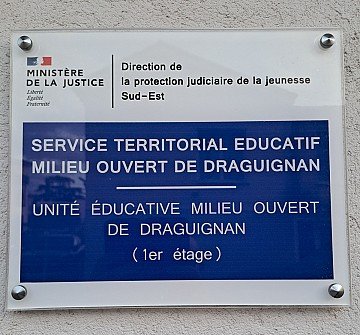 MINISTÈRE
DE LA JUSTICE
Liberté
Égalité
Fraternité
Direction de
la protection judiciaire de la jeunesse
Sud-Est
SERVICE TERRITORIAL EDUCATIF
MILIEU OUVERT DE DRAGUIGNAN
UNITÉ ÉDUCATIVE MILIEU OUVERT
DE DRAGUIGNAN
(1er étage)